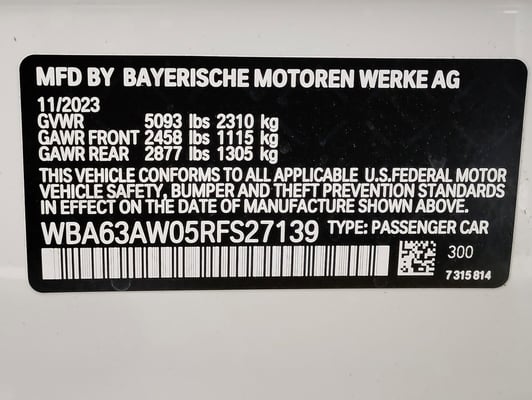 MFD BY BAYERISCHE MOTOREN WERKE AG
11/2023
GVWR 5093 lbs 2310 kg
GAWR FRONT 2458 lbs 1115 kg
GAWR REAR 2877 lbs 1305 kg
THIS VEHICLE CONFORMS TO ALL APPLICABLE U.S.FEDERAL MOTOR
VEHICLE SAFETY, BUMPER AND THEFT PREVENTION STANDARDS
IN EFFECT ON THE DATE OF MANUFACTURE SHOWN ABOVE.
WBA63AW05RFS27139 TYPE: PASSENGER CAR
300
7 315 814